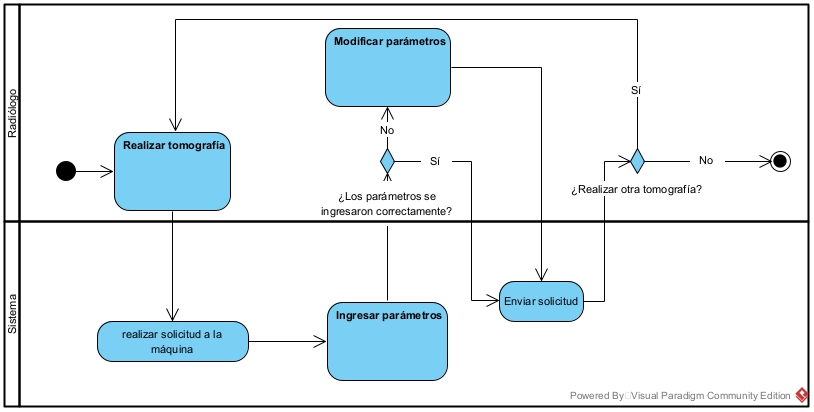 Radiólogo
Modificar parámetros
Sí
Realizar tomografía
No
Sí
No
¿Los parámetros se
ingresaron correctamente?
¿Realizar otra tomografía?
Sistema
Enviar solicitud
Ingresar parámetros
realizar solicitud a la
máquina
Powered By Visual Paradigm Community Edition